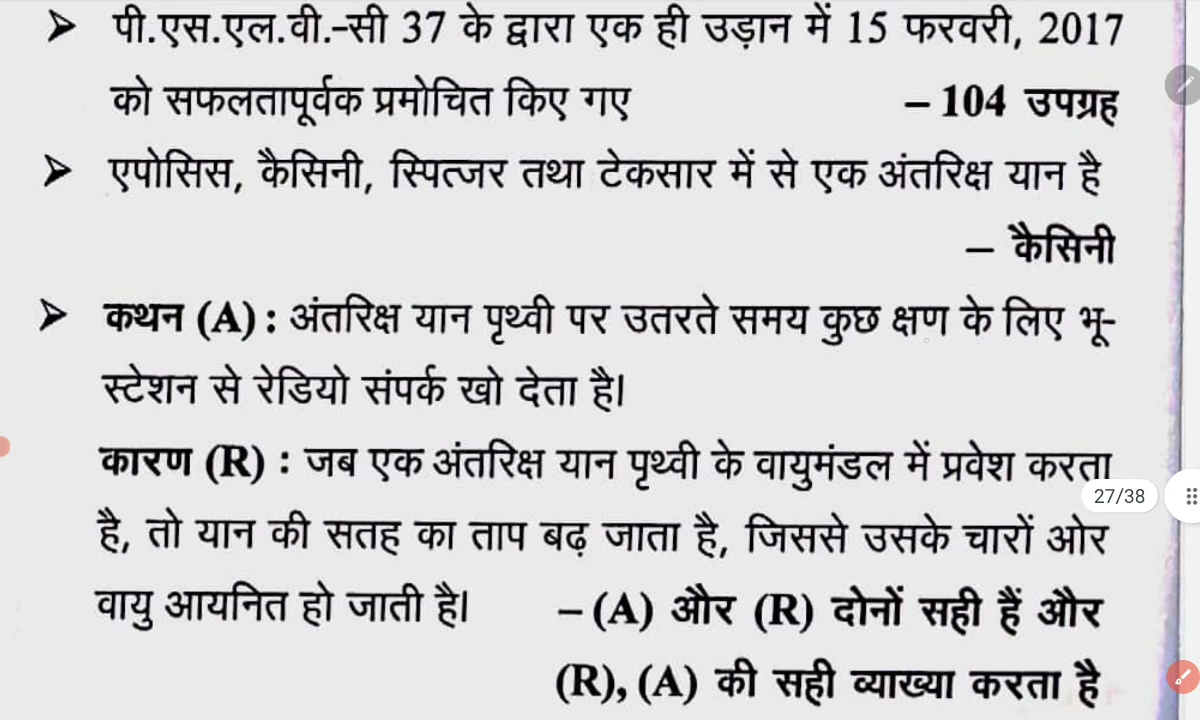 ➢ पी.एस.एल.वी.-सी 37 के द्वारा एक ही उड़ान में 15 फरवरी, 2017
को सफलतापूर्वक प्रमोचित किए गए – 104 उपग्रह
➢ एपोसिस, कैसिनी, स्पित्जर तथा टेकसार में से एक अंतरिक्ष यान है
– कैसिनी
➢ कथन (A) : अंतरिक्ष यान पृथ्वी पर उतरते समय कुछ क्षण के लिए भू-
स्टेशन से रेडियो संपर्क खो देता है।
कारण (R) : जब एक अंतरिक्ष यान पृथ्वी के वायुमंडल में प्रवेश करता
27/38
है, तो यान की सतह का ताप बढ़ जाता है, जिससे उसके चारों ओर
वायु आयनित हो जाती है। – (A) और (R) दोनों सही हैं और
(R), (A) की सही व्याख्या करता है